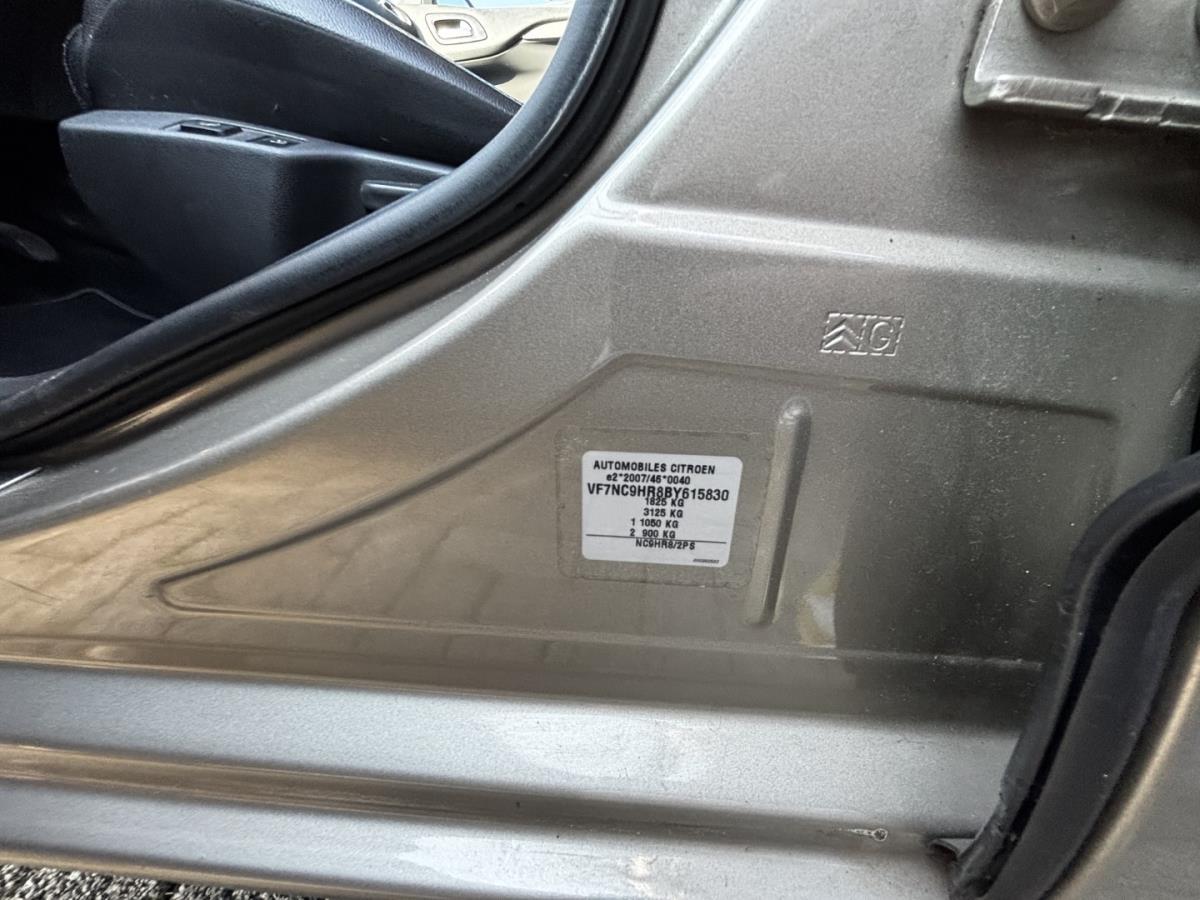 G
AUTOMOBILES CITROEN
e2*2007/46*0040
VF7NC9HR8BY615830
1825 KG
3125 KG
1 1050 KG
2 900 KG
NC9HR8/2PS